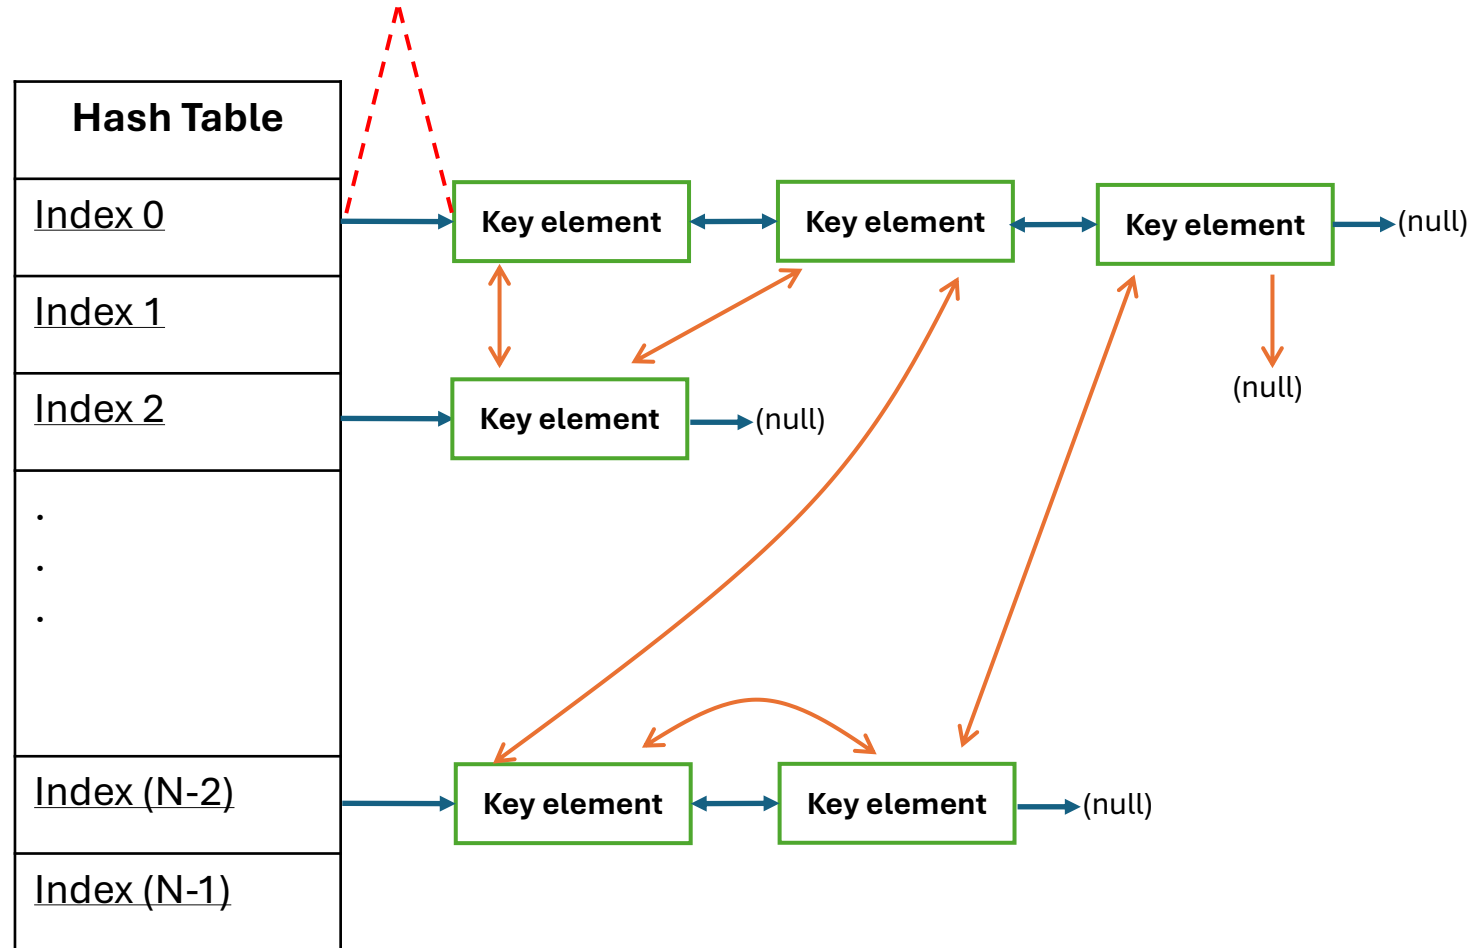 Hash Table
Index 0
Key element
Key element
Key element
(null)
Index 1
(null)
Index 2
Key element
(null)
.
.
.
Index (N-2)
Key element
Key element
(null)
Index (N-1)